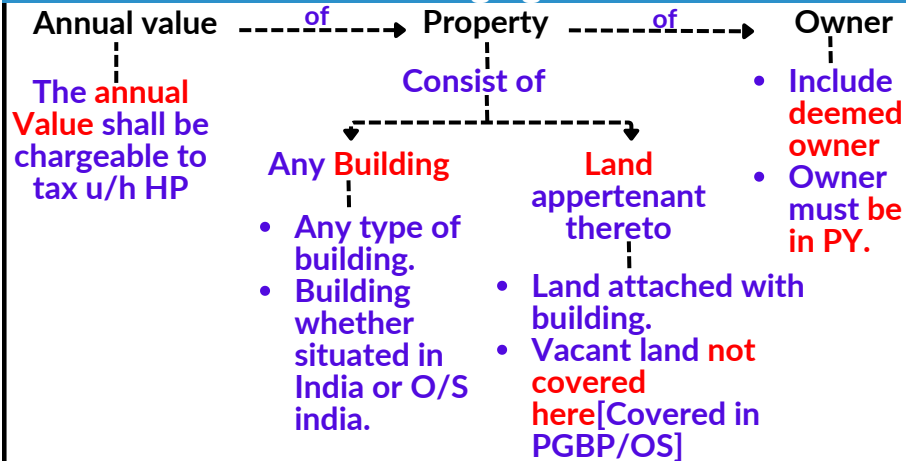 Annual value
of
Property
of
Owner
The annual
Value shall be
chargeable to
tax u/h HP
Consist of
Any Building
• Any type of
building.
• Building
whether
situated in
India or O/S
india.
Land
appertenant
thereto
• Land attached with
building.
• Vacant land not
covered
here[Covered in
PGBP/OS]
• Include
deemed
owner
• Owner
must be
in PY.